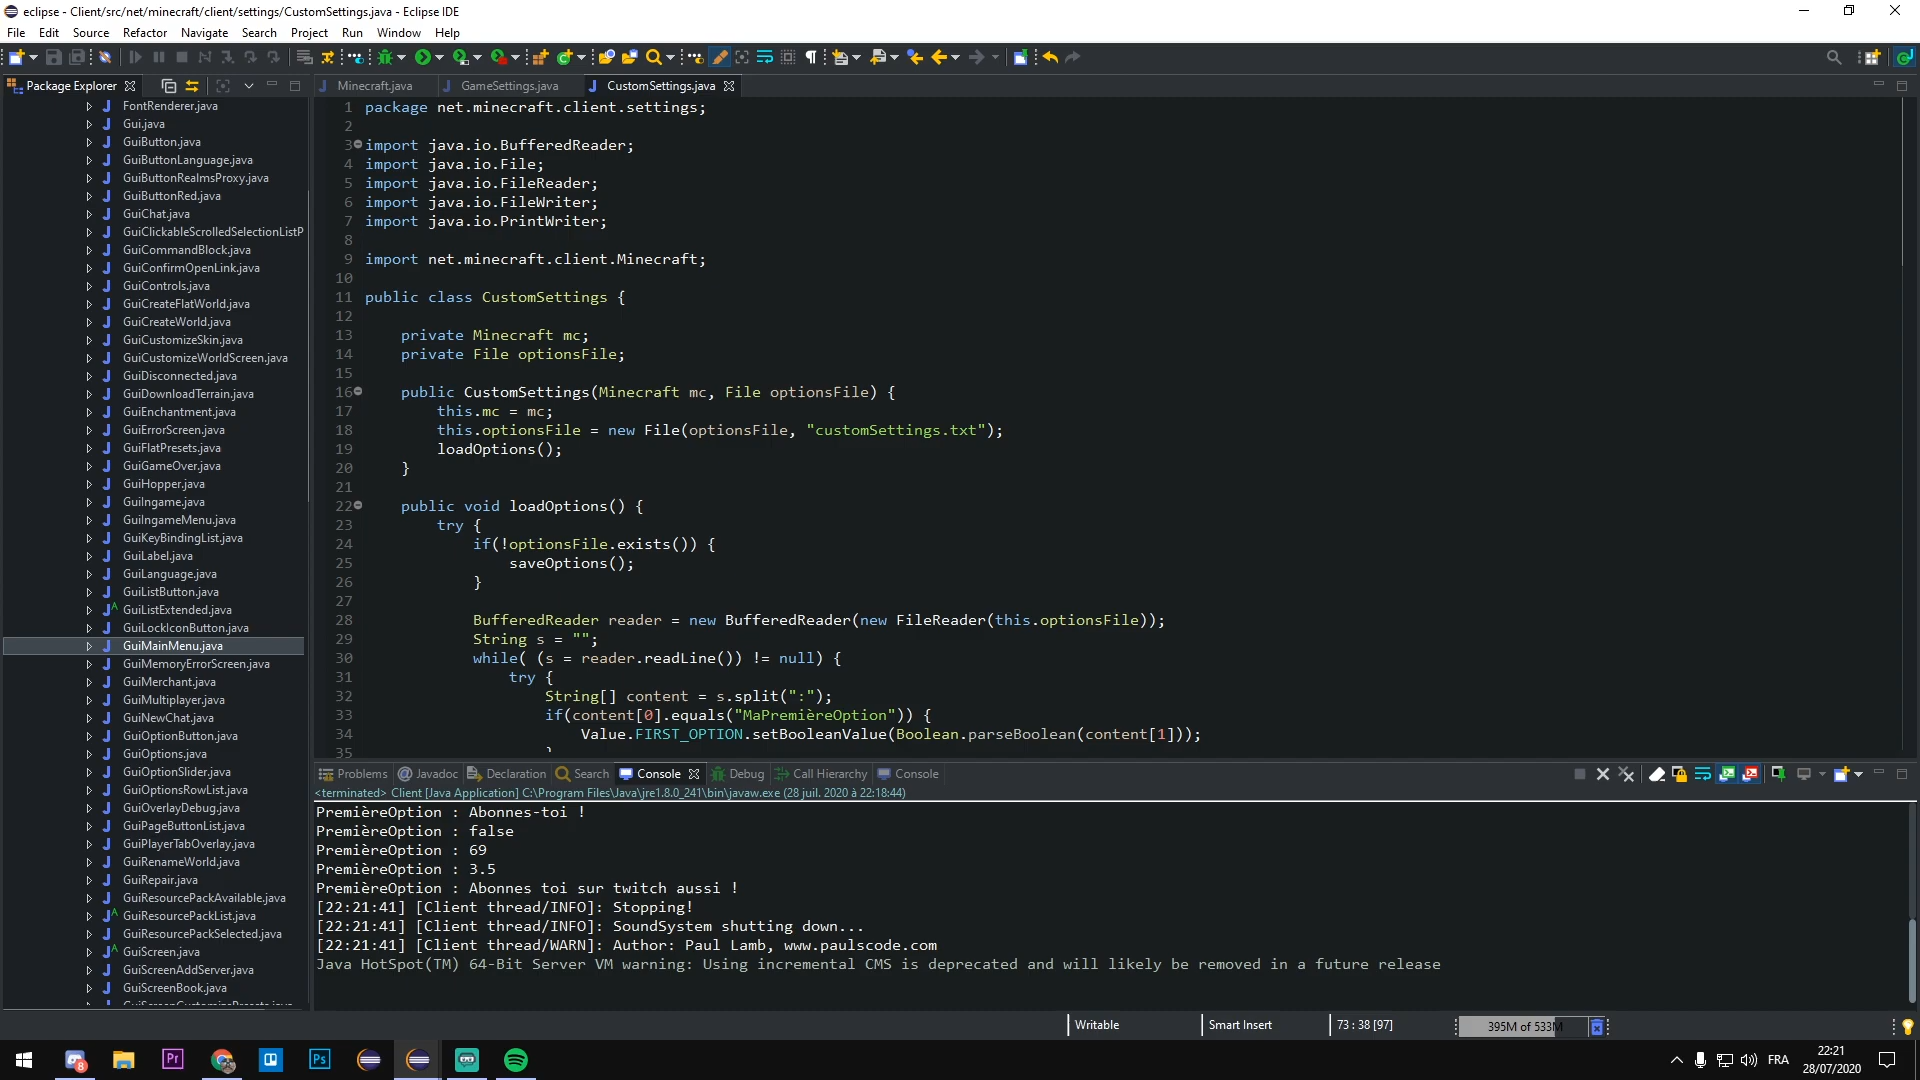 eclipse - Client/src/net/minecraft/client/settings/CustomSettings.java - Eclipse IDE
File Edit Source Refactor Navigate Search Project Run Window Help
Package Explorer
Minecraft.java GameSettings.java CustomSettings.java
FontRenderer.java
Gui.java
GuiButton.java
GuiButtonLanguage.java
GuiButtonRealmsProxy.java
GuiButtonRed.java
GuiChat.java
GuiClickableScrolledSelectionListP
GuiCommandBlock.java
GuiConfirmOpenLink.java
GuiControls.java
GuiCreateFlatWorld.java
GuiCreateWorld.java
GuiCustomizeSkin.java
GuiCustomizeWorldScreen.java
GuiDisconnected.java
GuiDownloadTerrain.java
GuiEnchantment.java
GuiErrorScreen.java
GuiFlatPresets.java
GuiGameOver.java
GuiHopper.java
GuiIngame.java
GuiIngameMenu.java
GuiKeyBindingList.java
GuiLabel.java
GuiLanguage.java
GuiListButton.java
GuiListExtended.java
GuiLockIconButton.java
GuiMainMenu.java
GuiMemoryErrorScreen.java
GuiMerchant.java
GuiMultiplayer.java
GuiNewChat.java
GuiOptionButton.java
GuiOptions.java
GuiOptionSlider.java
GuiOptionsRowList.java
GuiOverlayDebug.java
GuiPageButtonList.java
GuiPlayerTabOverlay.java
GuiRenameWorld.java
GuiRepair.java
GuiResourcePackAvailable.java
GuiResourcePackList.java
GuiResourcePackSelected.java
GuiScreen.java
GuiScreenAddServer.java
GuiScreenBook.java
1 package net.minecraft.client.settings;
2
3 import java.io.BufferedReader;
4 import java.io.File;
5 import java.io.FileReader;
6 import java.io.FileWriter;
7 import java.io.PrintWriter;
8
9 import net.minecraft.client.Minecraft;
10
11 public class CustomSettings {
12
13 private Minecraft mc;
14 private File optionsFile;
15
16 public CustomSettings(Minecraft mc, File optionsFile) {
17 this.mc = mc;
18 this.optionsFile = new File(optionsFile, "customSettings.txt");
19 loadOptions();
20 }
21
22 public void loadOptions() {
23 try {
24 if(!optionsFile.exists()) {
25 saveOptions();
26 }
27
28 BufferedReader reader = new BufferedReader(new FileReader(this.optionsFile));
29 String s = "";
30 while( (s = reader.readLine()) != null) {
31 try {
32 String[] content = s.split(":");
33 if(content[0].equals("MaPremièreOption")) {
34 Value.FIRST_OPTION.setBooleanValue(Boolean.parseBoolean(content[1]));
35
Problems Javadoc Declaration Search Console Debug Call Hierarchy Console
<terminated> Client [Java Application] C:\Program Files\Java\jre1.8.0_241\bin\javaw.exe (28 juil. 2020 à 22:18:44)
PremièreOption : Abonnes-toi !
PremièreOption : false
PremièreOption : 69
PremièreOption : 3.5
PremièreOption : Abonnes toi sur twitch aussi !
[22:21:41] [Client thread/INFO]: Stopping!
[22:21:41] [Client thread/INFO]: SoundSystem shutting down...
[22:21:41] [Client thread/WARN]: Author: Paul Lamb, www.paulscode.com
Java HotSpot(TM) 64-Bit Server VM warning: Using incremental CMS is deprecated and will likely be removed in a future release
Writable Smart Insert 73 : 38 [97] 395M of 533M
8 Pr Ps FRA 22:21
28/07/2020